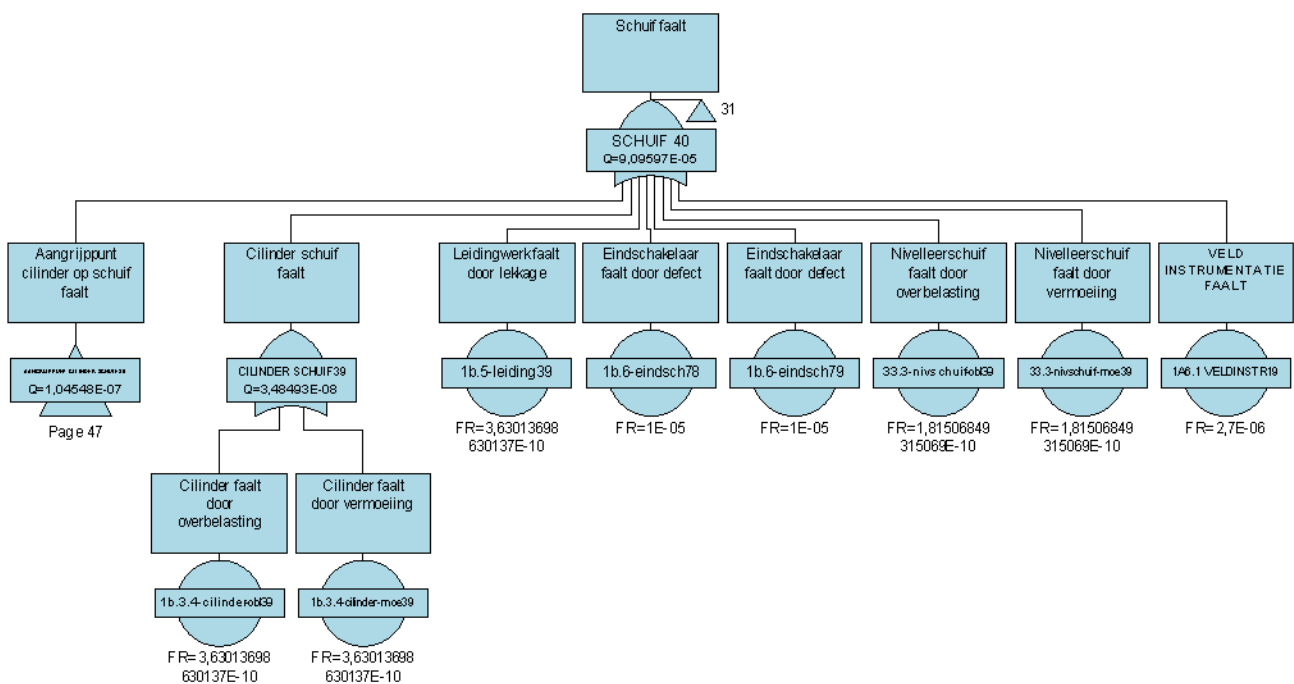 Schuif faalt
31
SCHUIF 40
Q=9,09597E-05
Aangrijppunt
cilinder op schuif
faalt
Cilinder schuif
faalt
Leidingwerkfaalt
door lekkage
Eindschakelaar
faalt door defect
Eindschakelaar
faalt door defect
Nivelleerschuif
faalt door
overbelasting
Nivelleerschuif
faalt door
vermoeiing
VELD
INSTRUMENTATIE
FAALT
AANGRIJPPUNT CILINDER SCHUIF39
Q=1,04548E-07
Page 47
CILINDER SCHUIF39
Q=3,48493E-08
1b.5-leiding39
FR=3,63013698
630137E-10
1b.6-eindsch78
FR=1E-05
1b.6-eindsch79
FR=1E-05
33.3-nivschuifobl39
FR=1,81506849
315069E-10
33.3-nivschuif-moe39
FR=1,81506849
315069E-10
1A6.1 VELDINSTR19
FR=2,7E-06
Cilinder faalt
door
overbelasting
Cilinder faalt
door vermoeiing
1b.3.4-cilinderobl39
FR=3,63013698
630137E-10
1b.3.4-cilinder-moe39
FR=3,63013698
630137E-10